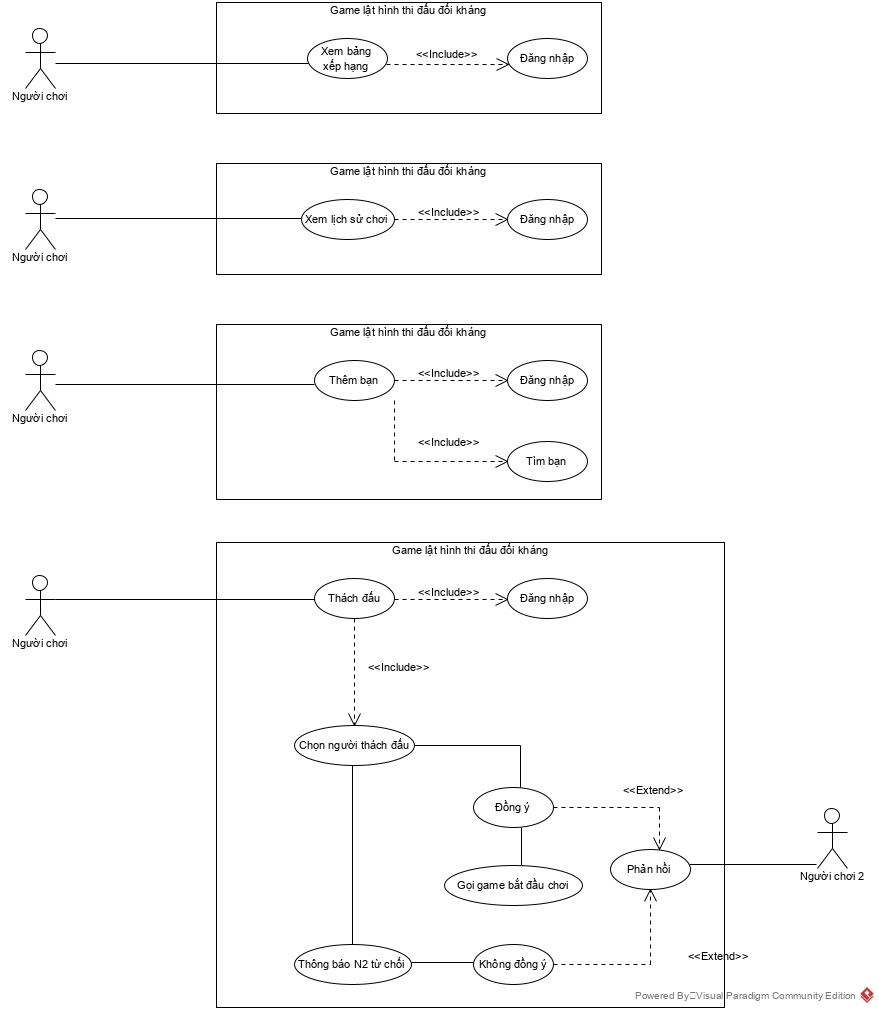 Game lật hình thi đấu đối kháng
Xem bảng
xếp hạng
<<Include>>
Đăng nhập
Người chơi
Game lật hình thi đấu đối kháng
Xem lịch sử chơi
<<Include>>
Đăng nhập
Người chơi
Game lật hình thi đấu đối kháng
Thêm bạn
<<Include>>
Đăng nhập
Người chơi
<<Include>>
Tìm bạn
Game lật hình thi đấu đối kháng
Thách đấu
<<Include>>
Đăng nhập
Người chơi
<<Include>>
Chọn người thách đấu
<<Extend>>
Đồng ý
Phản hồi
Người chơi 2
Gọi game bắt đầu chơi
<<Extend>>
Thông báo N2 từ chối
Không đồng ý
Powered By Visual Paradigm Community Edition